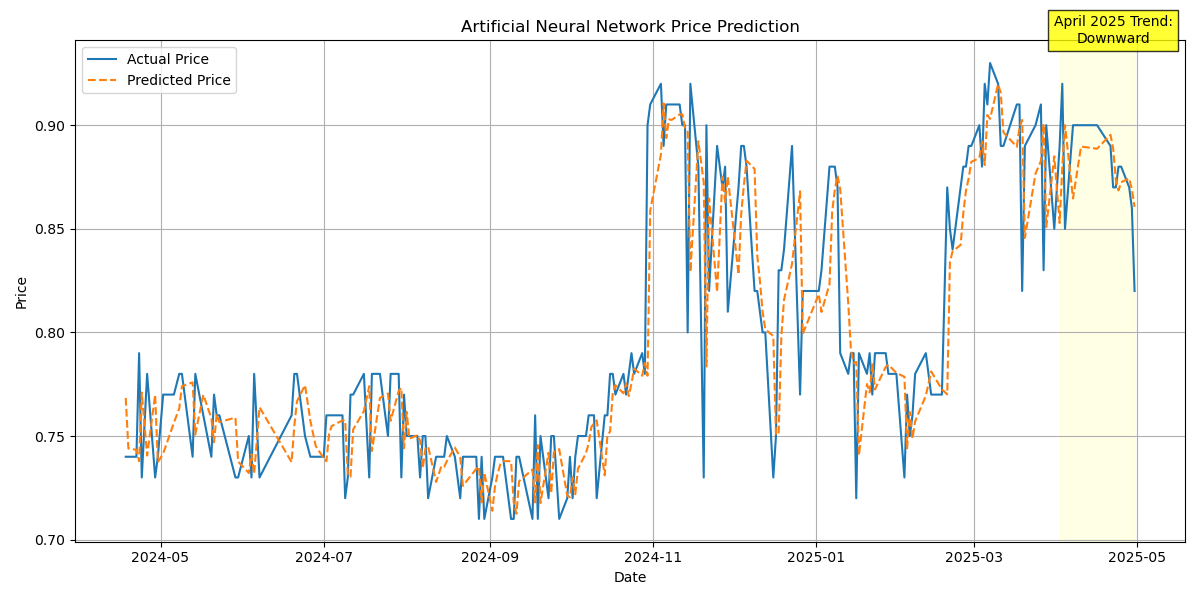 Artificial Neural Network Price Prediction
April 2025 Trend:
Downward
Actual Price
Predicted Price
Price
0.90
0.85
0.80
0.75
0.70
2024-05
2024-07
2024-09
2024-11
2025-01
2025-03
2025-05
Date